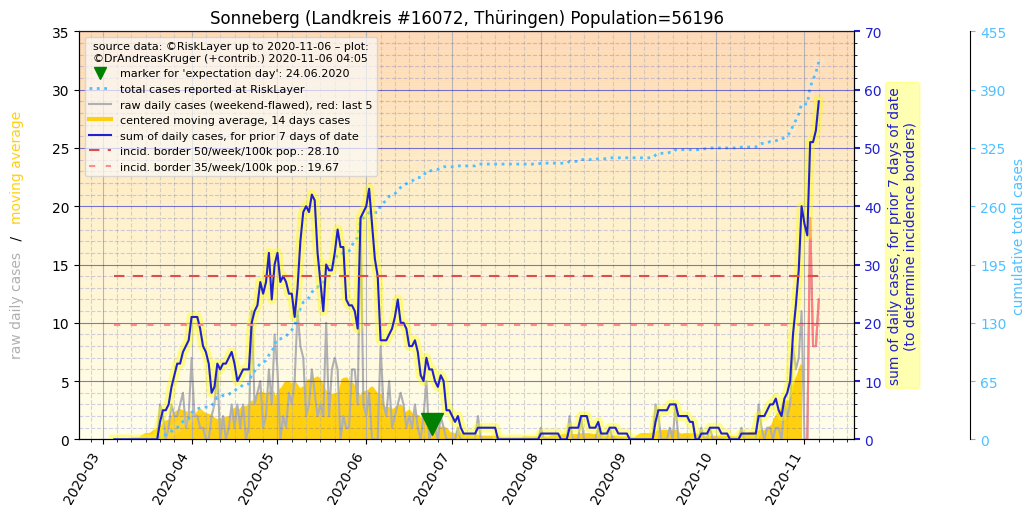 Sonneberg (Landkreis #16072, Thüringen) Population=56196
source data: ©RiskLayer up to 2020-11-06 – plot:
©DrAndreasKruger (+contrib.) 2020-11-06 04:05
marker for 'expectation day': 24.06.2020
total cases reported at RiskLayer
raw daily cases (weekend-flawed), red: last 5
centered moving average, 14 days cases
sum of daily cases, for prior 7 days of date
incid. border 50/week/100k pop.: 28.10
incid. border 35/week/100k pop.: 19.67
raw daily cases / moving average
35
30
25
20
15
10
5
0
2020-03
2020-04
2020-05
2020-06
2020-07
2020-08
2020-09
2020-10
2020-11
70
60
50
40
30
20
10
0
sum of daily cases, for prior 7 days of date
(to determine incidence borders)
455
390
325
260
195
130
65
0
cumulative total cases